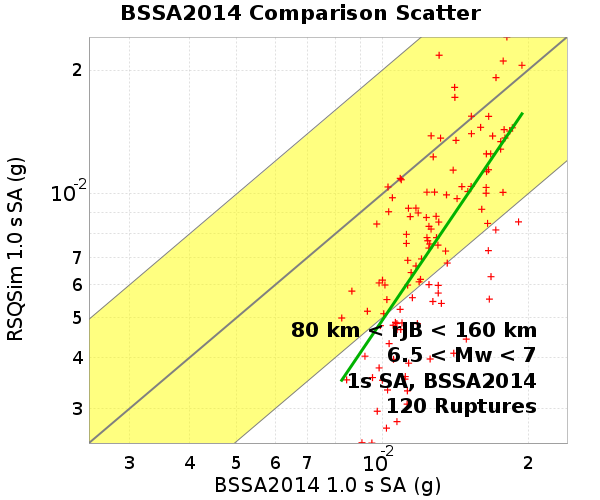 BSSA2014 Comparison Scatter
RSQSim 1.0 s SA (g)
2
10-2
7
6
5
4
3
80 km < rJB < 160 km
6.5 < Mw < 7
1s SA, BSSA2014
120 Ruptures
3 4 5 6 7 10-2 2
BSSA2014 1.0 s SA (g)